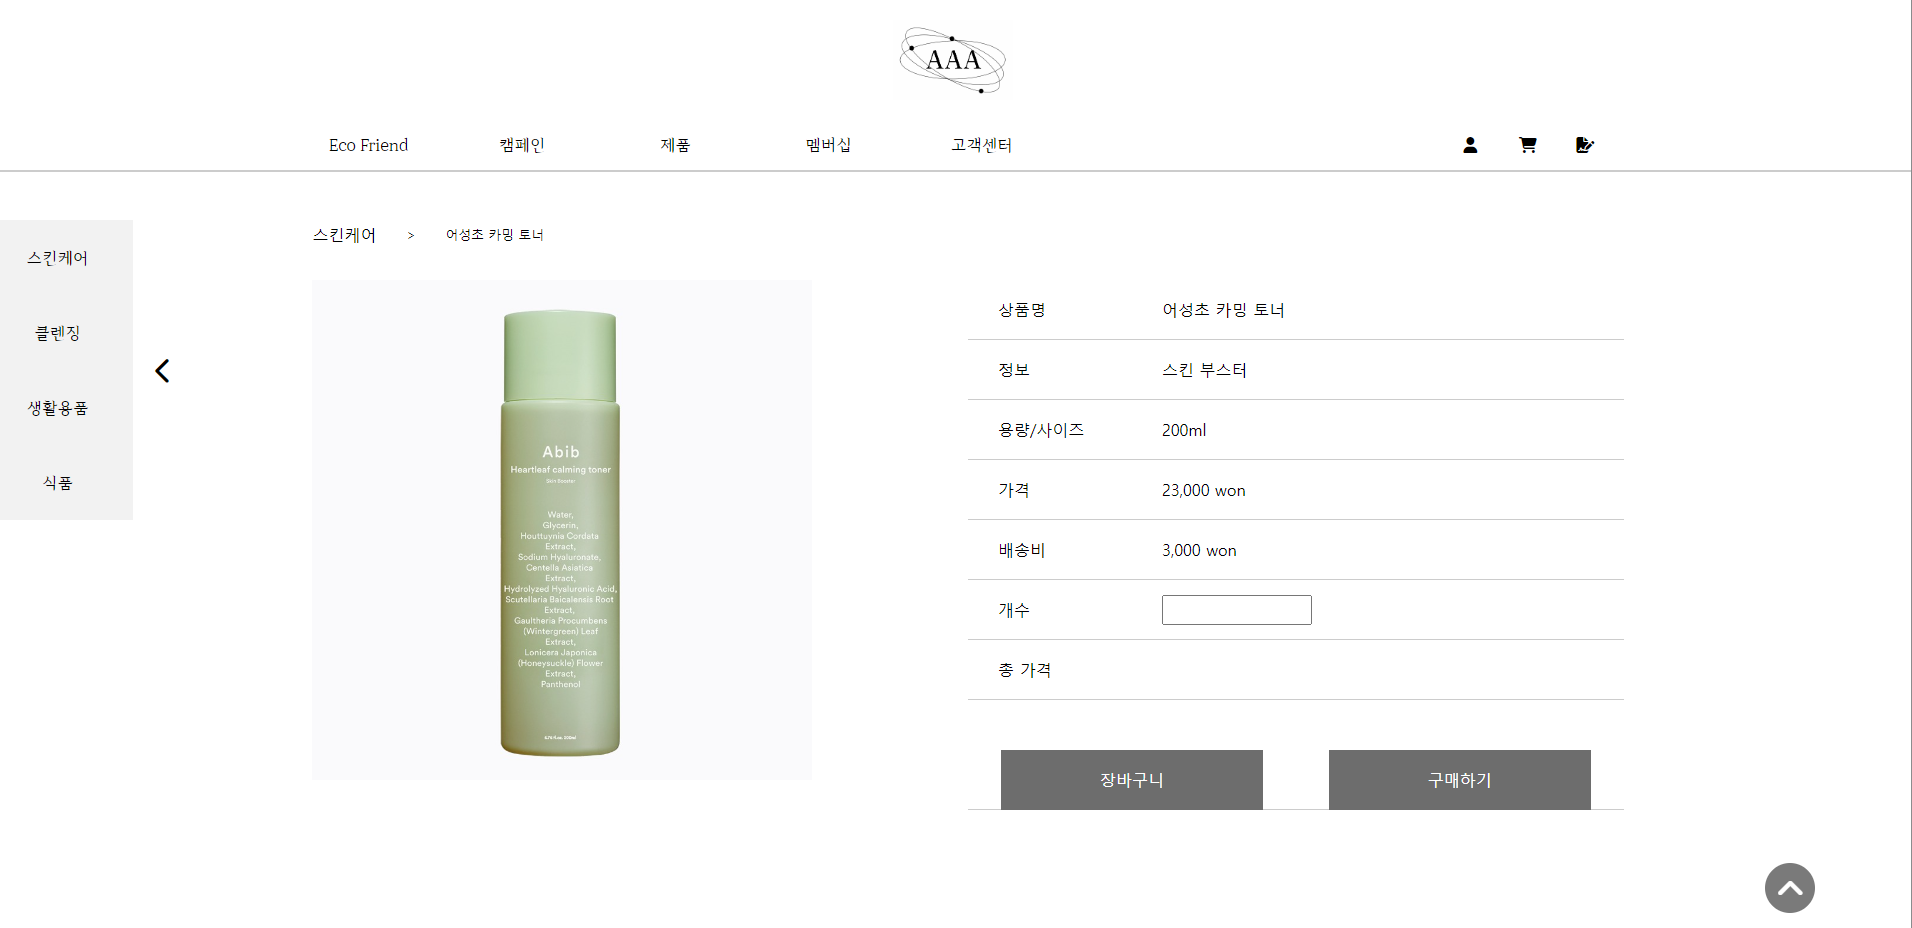 AAA
Eco Friend
캠페인
제품
멤버십
고객센터
스킨케어
클렌징
생활용품
식품
스킨케어 > 어성초 카밍 토너
Abib
Heartleaf calming toner
Skin Booster
Water,
Glycerin,
Houttuynia Cordata
Extract,
Sodium Hyaluronate,
Centella Asiatica
Extract,
Hydrolyzed Hyaluronic Acid,
Scutellaria Baicalensis Root
Extract,
Gaultheria Procumbens
(Wintergreen) Leaf
Extract,
Lonicera Japonica
(Honeysuckle) Flower
Extract,
Panthenol
상품명 어성초 카밍 토너
정보 스킨 부스터
용량/사이즈 200ml
가격 23,000 won
배송비 3,000 won
개수
총 가격
장바구니
구매하기